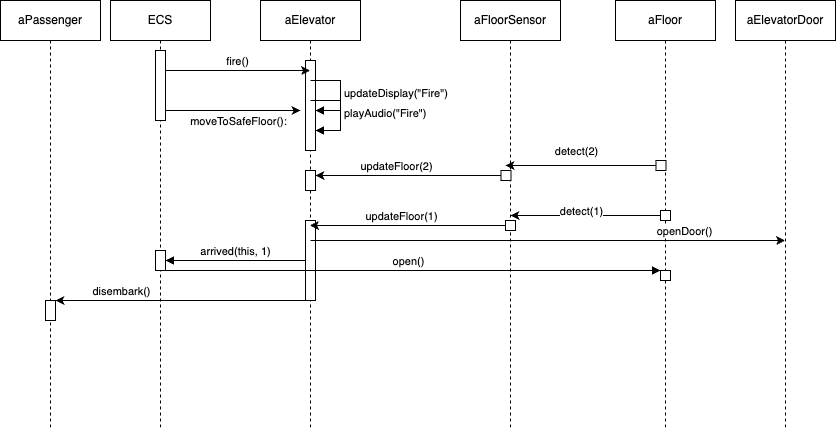 aPassenger
ECS
aElevator
aFloorSensor
aFloor
aElevatorDoor
fire()
updateDisplay("Fire")
playAudio("Fire")
moveToSafeFloor():
detect(2)
updateFloor(2)
detect(1)
updateFloor(1)
openDoor()
arrived(this, 1)
open()
disembark()